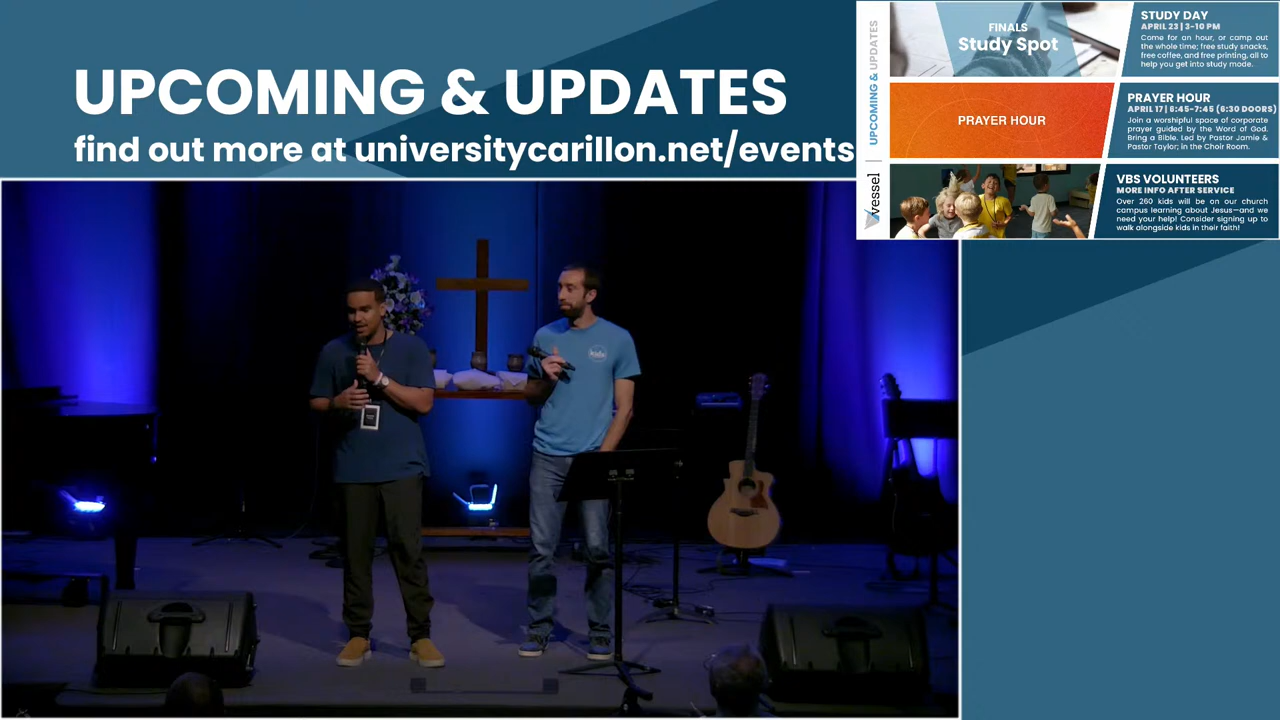 UPCOMING & UPDATES
find out more at universitycarillon.net/events
UPCOMING & UPDATES
vessel
FINALS
Study Spot
STUDY DAY
APRIL 23 | 3-10 PM
Come for an hour, or camp out
the whole time; free study snacks,
free coffee, and free printing, all to
help you get into study mode.
PRAYER HOUR
PRAYER HOUR
APRIL 17 | 6:45-7:45 (6:30 DOORS)
Join a worshipful space of corporate
prayer guided by the Word of God.
Bring a Bible. Led by Pastor Jamie &
Pastor Taylor; in the Choir Room.
VBS VOLUNTEERS
MORE INFO AFTER SERVICE
Over 260 kids will be on our church
campus learning about Jesus—and we
need your help! Consider signing up to
walk alongside kids in their faith!
kids